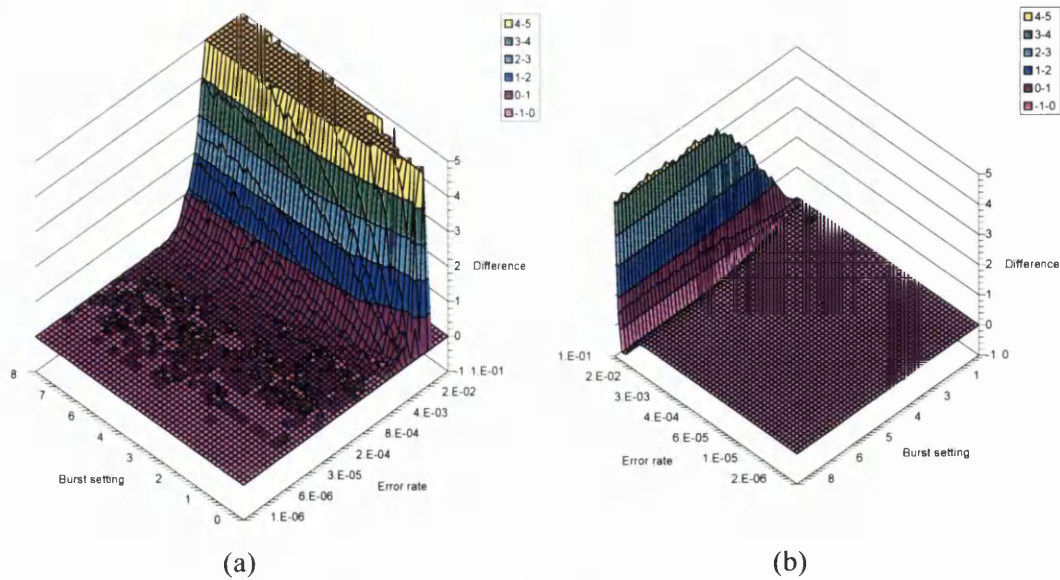 4-5
3-4
2-3
1-2
0-1
-1-0
5
4
3
2
1
0
-1
Difference
8
7
6
4
3
2
1
0
Burst setting
1.E-01
2.E-02
4.E-03
8.E-04
2.E-04
3.E-05
6.E-06
1.E-06
Error rate
(a)
4-5
3-4
2-3
1-2
0-1
-1-0
5
4
3
2
1
0
-1
Difference
1.E-01
2.E-02
3.E-03
4.E-04
6.E-05
1.E-05
2.E-06
Error rate
0
1
3
4
5
6
8
Burst setting
(b)